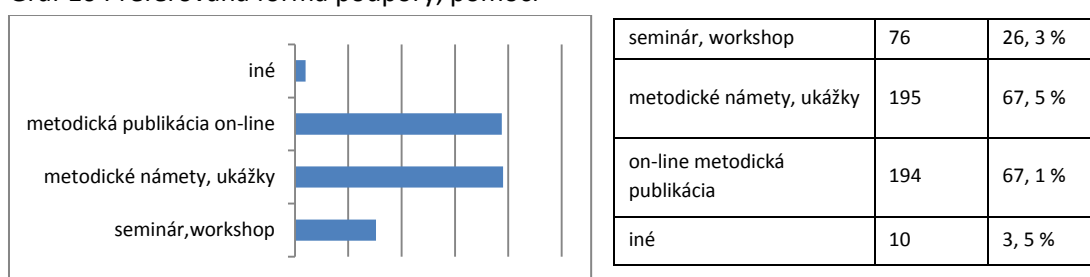 iné
metodická publikácia on-line
metodické námety, ukážky
seminár,workshop
seminár, workshop 76 26, 3 %
metodické námety, ukážky 195 67, 5 %
on-line metodická
publikácia 194 67, 1 %
iné 10 3, 5 %